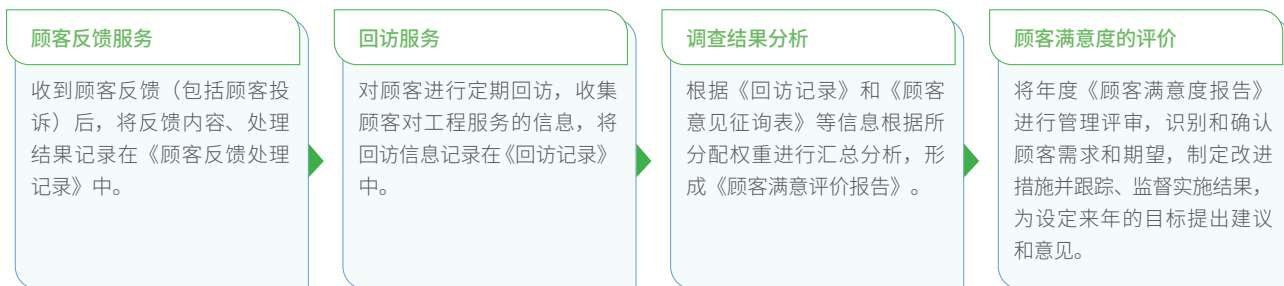 顾客反馈服务
收到顾客反馈（包括顾客投
诉）后，将反馈内容、处理
结果记录在《顾客反馈处理
记录》中。
回访服务
对顾客进行定期回访，收集
顾客对工程服务的信息，将
回访信息记录在《回访记录》
中。
调查结果分析
根据《回访记录》和《顾客
意见征询表》等信息根据所
分配权重进行汇总分析，形
成《顾客满意评价报告》。
顾客满意度的评价
将年度《顾客满意度报告》
进行管理评审，识别和确认
顾客需求和期望，制定改进
措施并跟踪、监督实施结果，
为设定来年的目标提出建议
和意见。